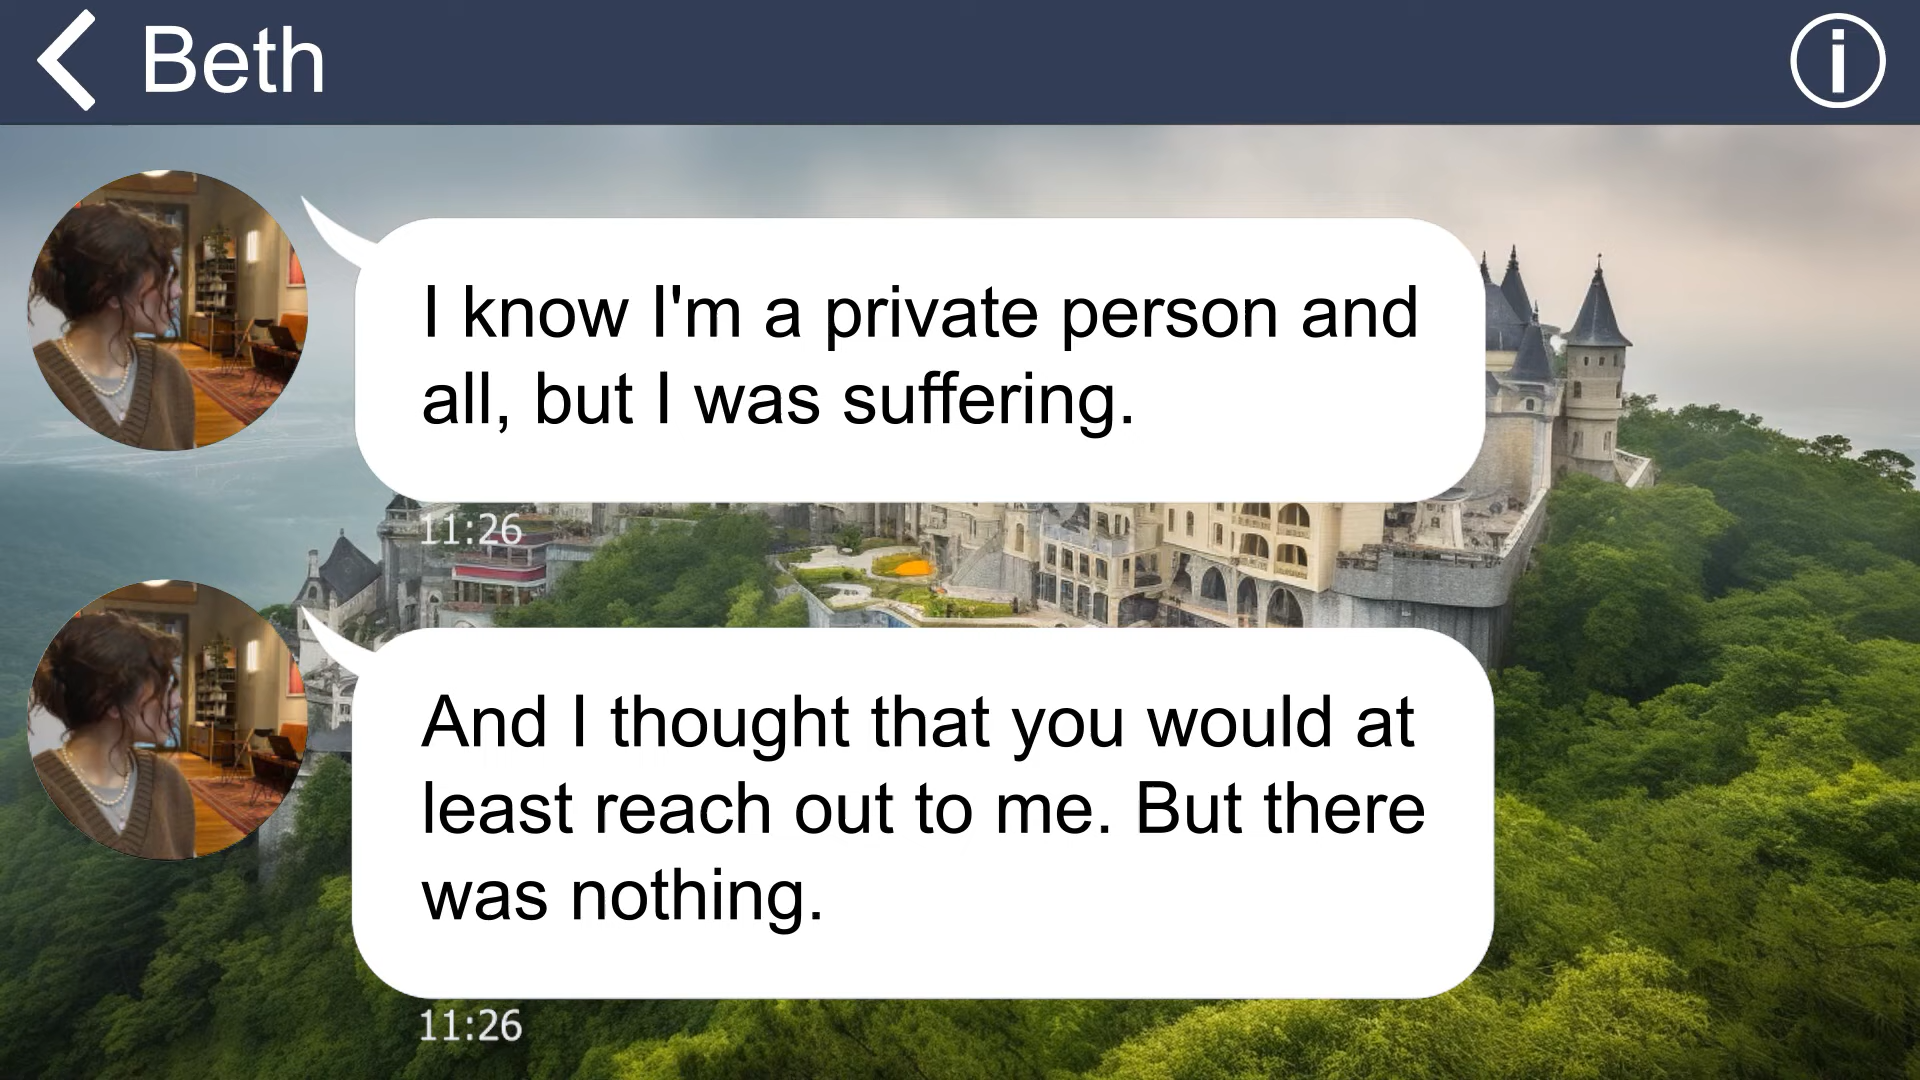 Beth
I know I'm a private person and
all, but I was suffering.
11:26
And I thought that you would at
least reach out to me. But there
was nothing.
11:26